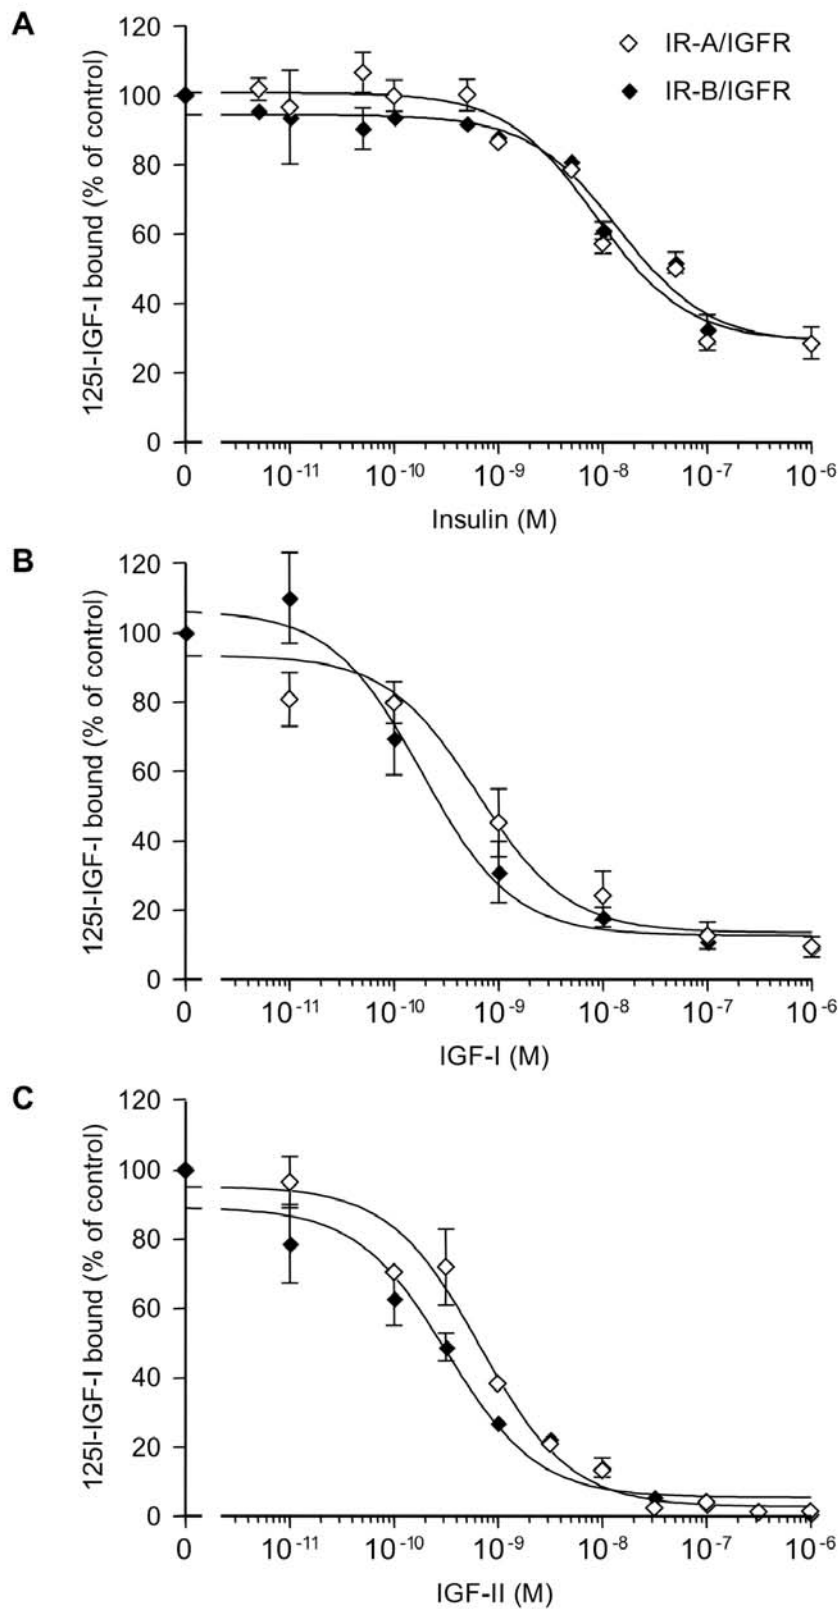 A
120
100
80
60
40
20
0
125I-IGF-I bound (% of control)
IR-A/IGFR
IR-B/IGFR
0 10⁻¹¹ 10⁻¹⁰ 10⁻⁹ 10⁻⁸ 10⁻⁷ 10⁻⁶
Insulin (M)
B
120
100
80
60
40
20
0
125I-IGF-I bound (% of control)
0 10⁻¹¹ 10⁻¹⁰ 10⁻⁹ 10⁻⁸ 10⁻⁷ 10⁻⁶
IGF-I (M)
C
120
100
80
60
40
20
0
125I-IGF-I bound (% of control)
0 10⁻¹¹ 10⁻¹⁰ 10⁻⁹ 10⁻⁸ 10⁻⁷ 10⁻⁶
IGF-II (M)